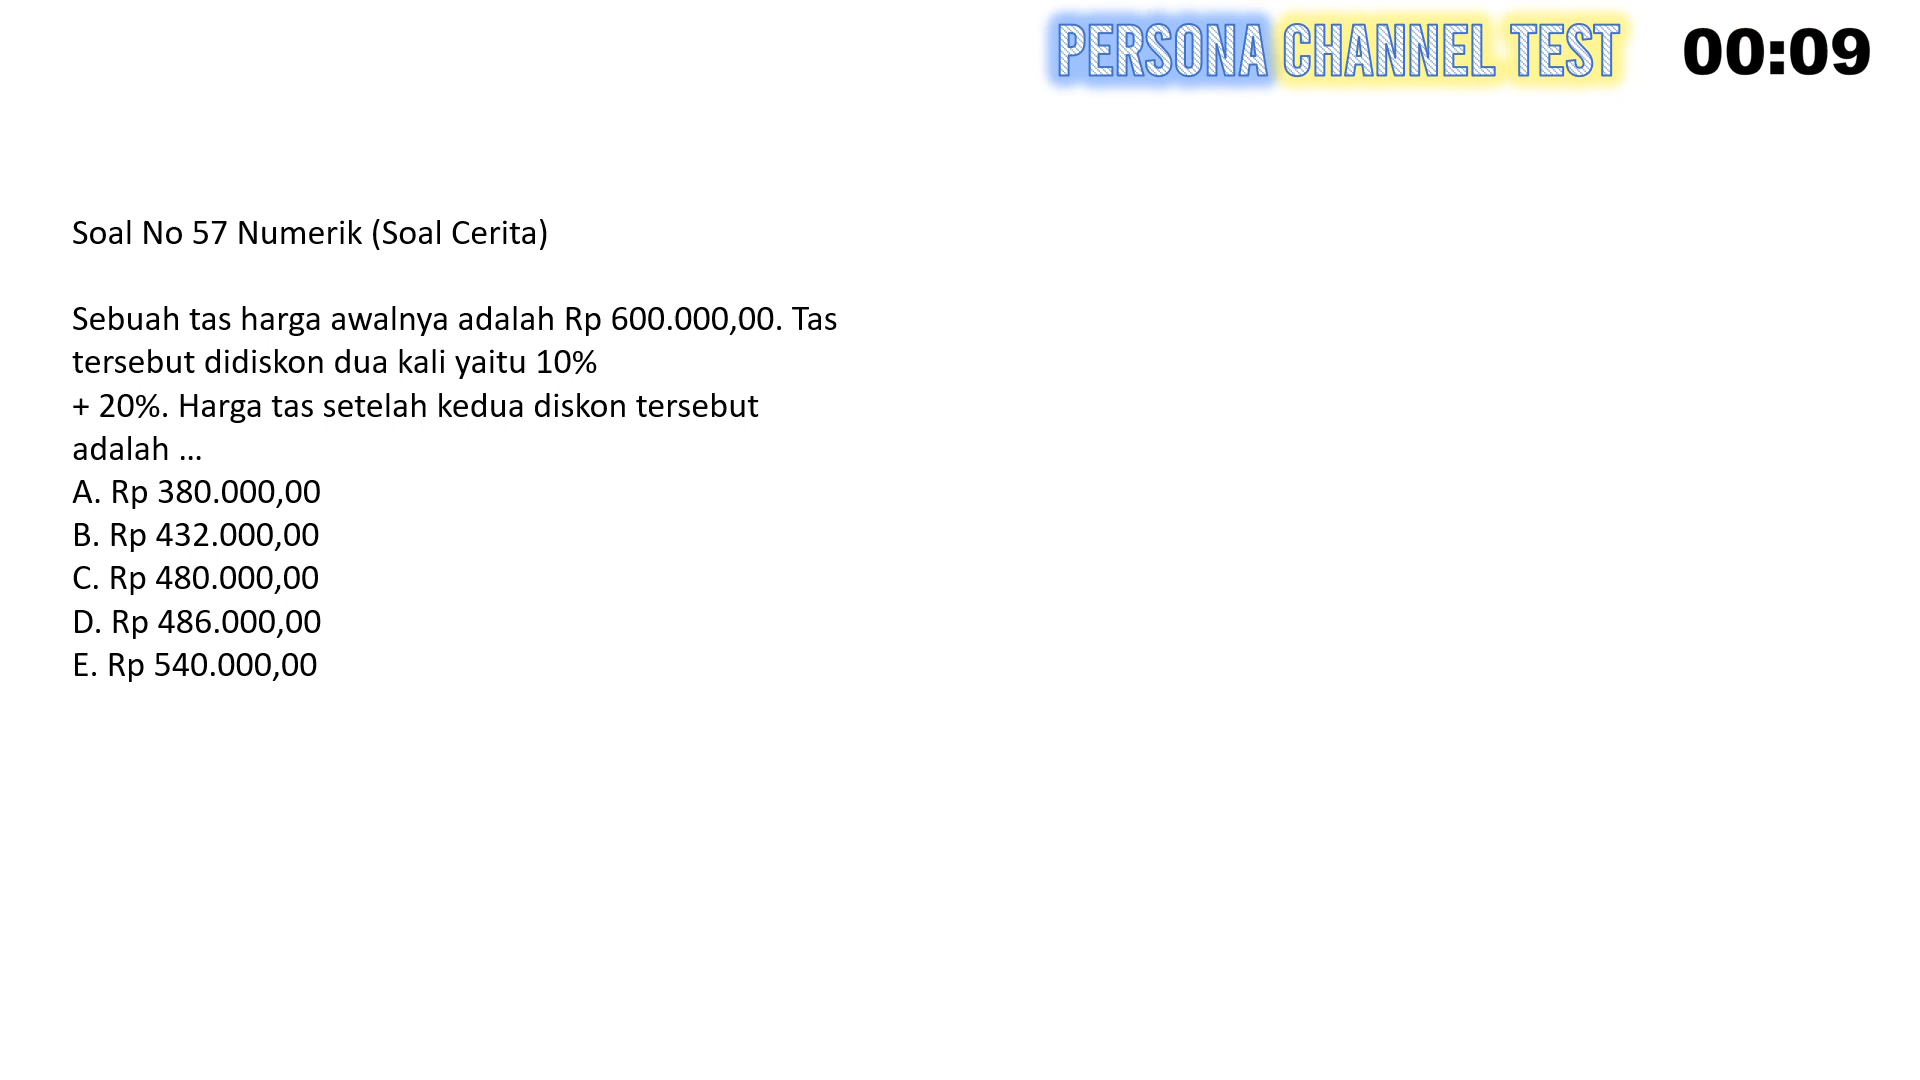 PERSONA CHANNEL TEST 00:09
Soal No 57 Numerik (Soal Cerita)
Sebuah tas harga awalnya adalah Rp 600.000,00. Tas
tersebut didiskon dua kali yaitu 10%
+ 20%. Harga tas setelah kedua diskon tersebut
adalah ...
A. Rp 380.000,00
B. Rp 432.000,00
C. Rp 480.000,00
D. Rp 486.000,00
E. Rp 540.000,00